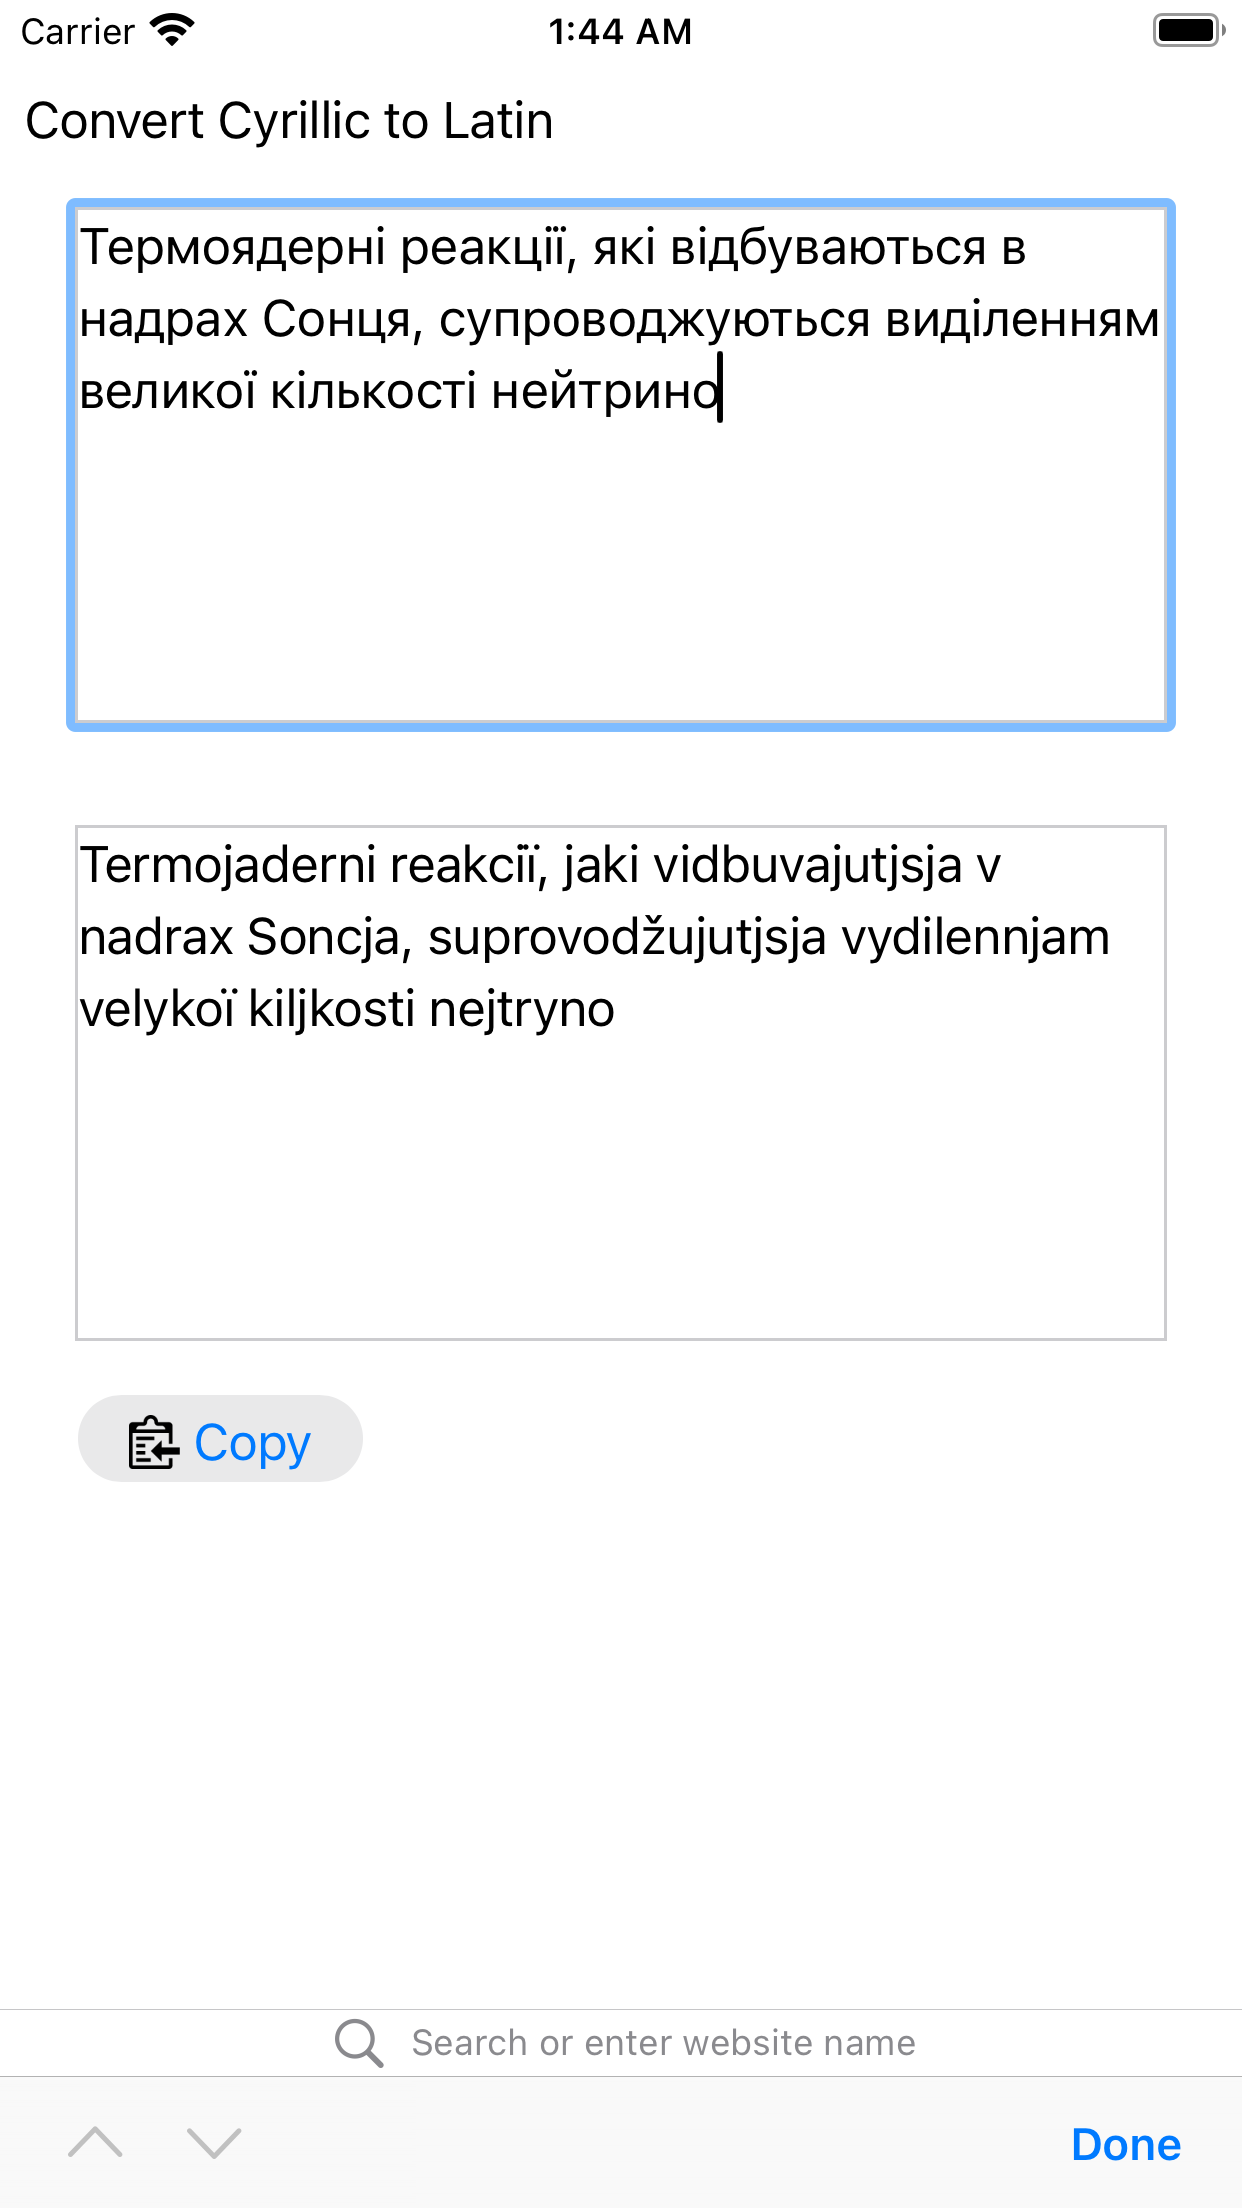 Carrier
1:44 AM
Convert Cyrillic to Latin
Термоядерні реакції, які відбуваються в
надрах Сонця, супроводжуються виділенням
великої кількості нейтрино
Termojaderni reakciï, jaki vidbuvajutjsja v
nadrax Soncja, suprovodžujutjsja vydilennjam
velykoï kiljkosti nejtryno
Copy
Search or enter website name
Done